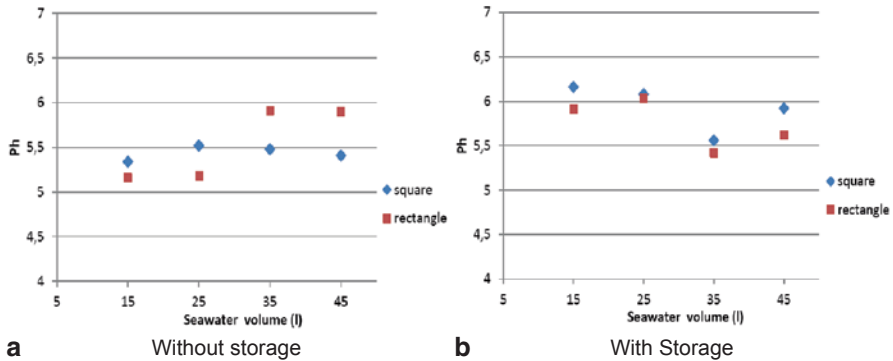 7
6,5
6
5,5
5
4,5
4
Ph
5 15 25 35 45
Seawater volume (l)
square
rectangle
a Without storage
7
6,5
6
5,5
5
4,5
4
Ph
5 15 25 35 45
Seawater volume (l)
square
rectangle
b With Storage